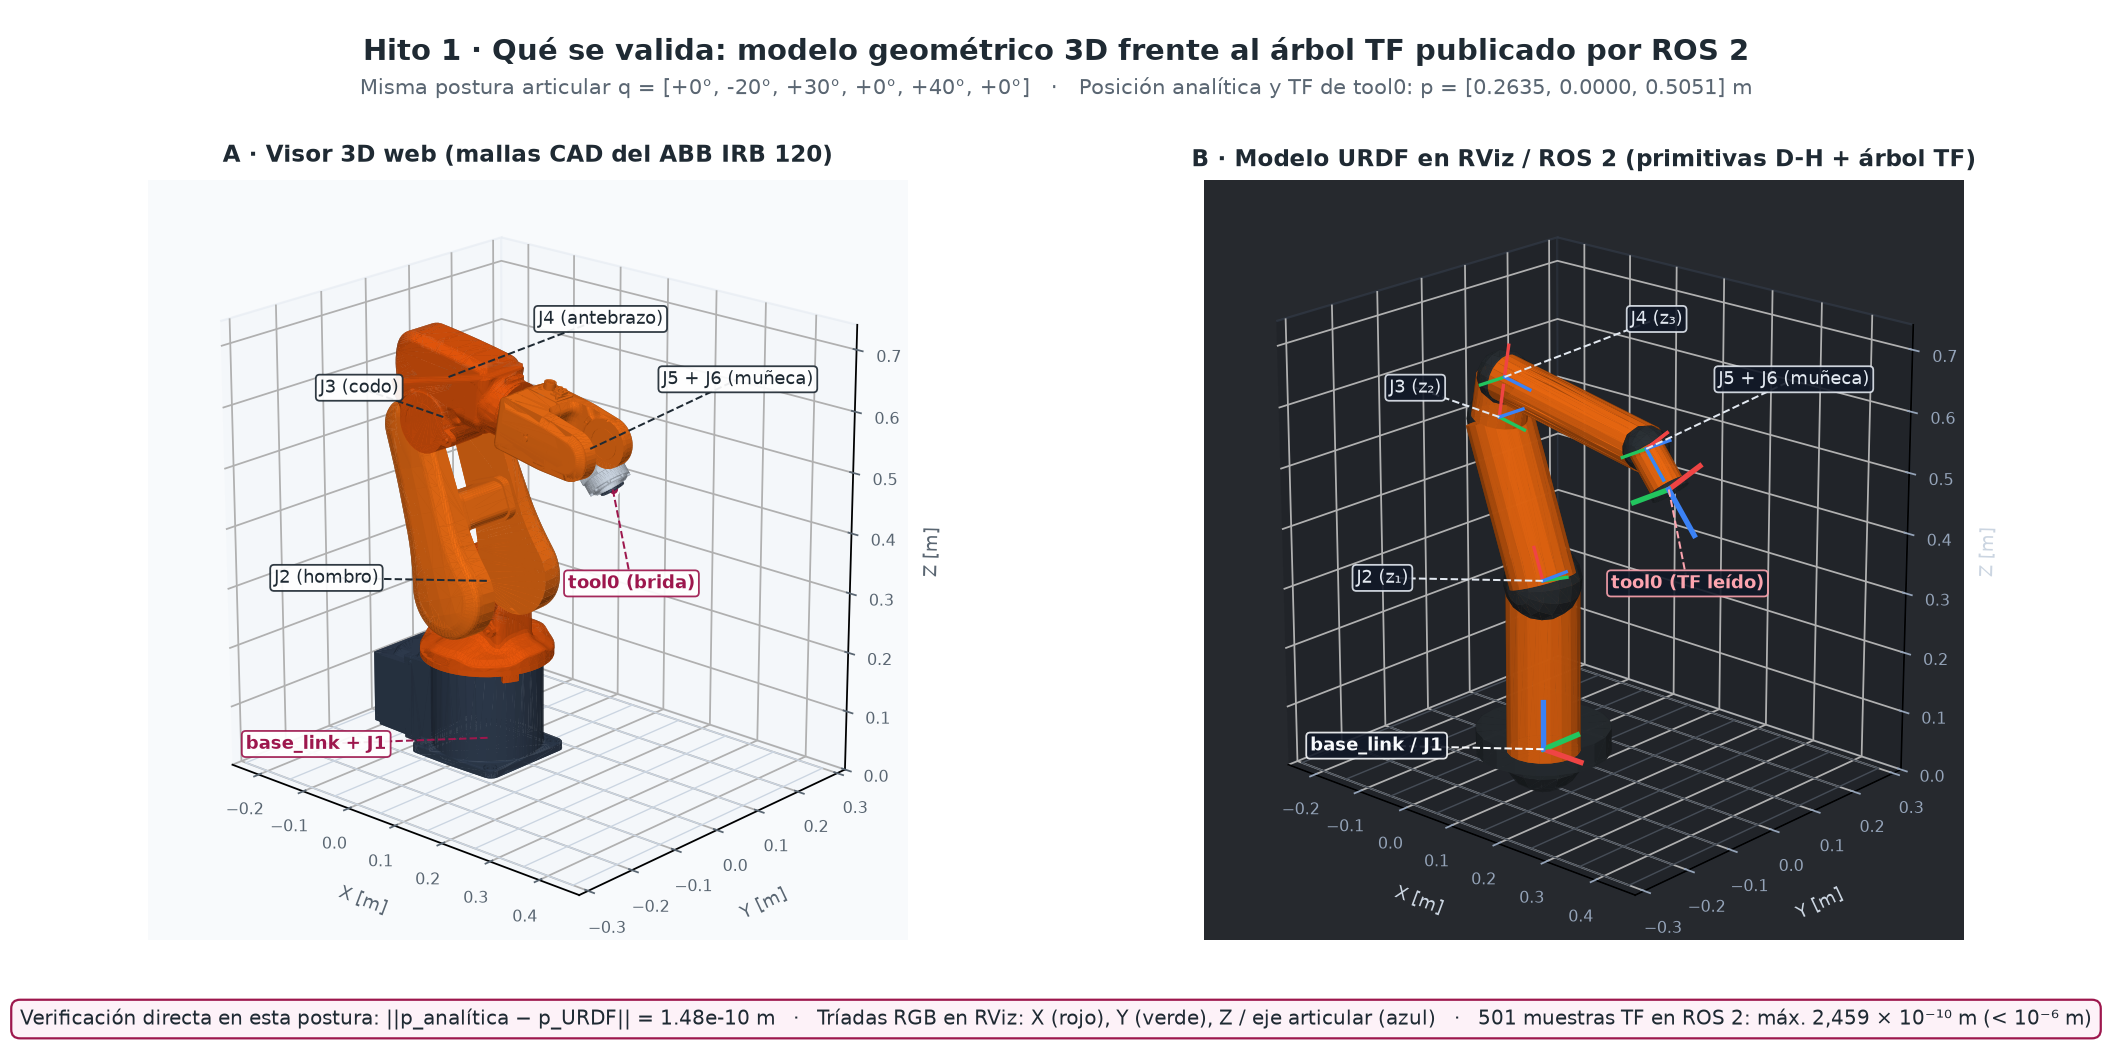 Hito 1 · Qué se valida: modelo geométrico 3D frente al árbol TF publicado por ROS 2
Misma postura articular q = [+0°, -20°, +30°, +0°, +40°, +0°]   ·   Posición analítica y TF de tool0: p = [0.2635, 0.0000, 0.5051] m
A · Visor 3D web (mallas CAD del ABB IRB 120)
J4 (antebrazo)
J3 (codo)
J5 + J6 (muñeca)
J2 (hombro)
tool0 (brida)
base_link + J1
0.7
0.6
0.5
0.4
0.3
0.2
0.1
0.0
Z [m]
−0.2
−0.1
0.0
0.1
0.2
0.3
0.4
X [m]
−0.3
−0.2
−0.1
0.0
0.1
0.2
0.3
Y [m]
B · Modelo URDF en RViz / ROS 2 (primitivas D-H + árbol TF)
J4 (z₃)
J3 (z₂)
J5 + J6 (muñeca)
J2 (z₁)
tool0 (TF leído)
base_link / J1
0.7
0.6
0.5
0.4
0.3
0.2
0.1
0.0
Z [m]
−0.2
−0.1
0.0
0.1
0.2
0.3
0.4
X [m]
−0.3
−0.2
−0.1
0.0
0.1
0.2
0.3
Y [m]
Verificación directa en esta postura: ||p_analítica − p_URDF|| = 1.48e-10 m   ·   Tríadas RGB en RViz: X (rojo), Y (verde), Z / eje articular (azul)   ·   501 muestras TF en ROS 2: máx. 2,459 × 10⁻¹⁰ m (< 10⁻⁶ m)